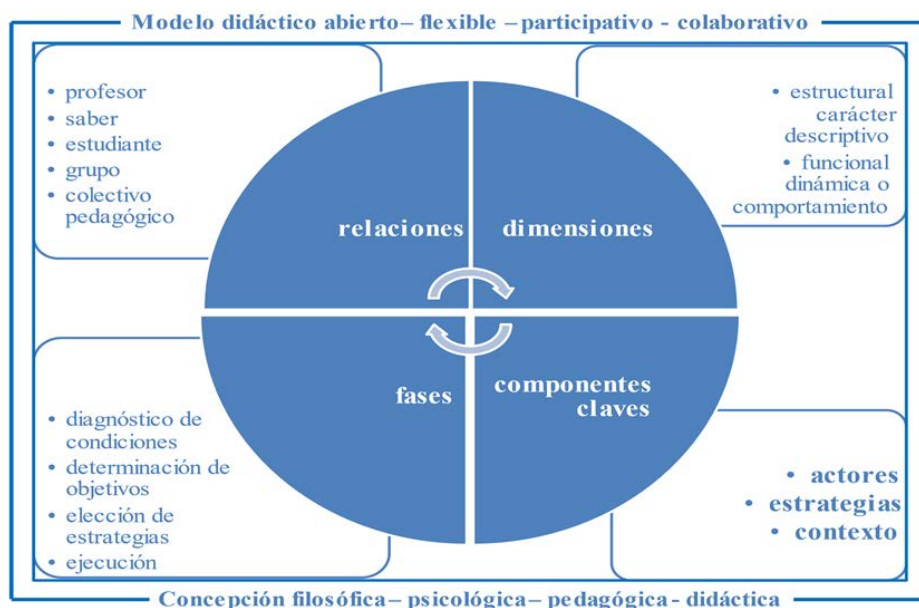 Modelo didáctico abierto– flexible –participativo - colaborativo
• profesor
• saber
• estudiante
• grupo
• colectivo
pedagógico
• estructural
carácter
descriptivo
• funcional
dinámica o
comportamiento
relaciones
dimensiones
fases
componentes
claves
• diagnóstico de
condiciones
• determinación de
objetivos
• elección de
estrategias
• ejecución
• actores
• estrategias
• contexto
Concepción filosófica– psicológica– pedagógica- didáctica